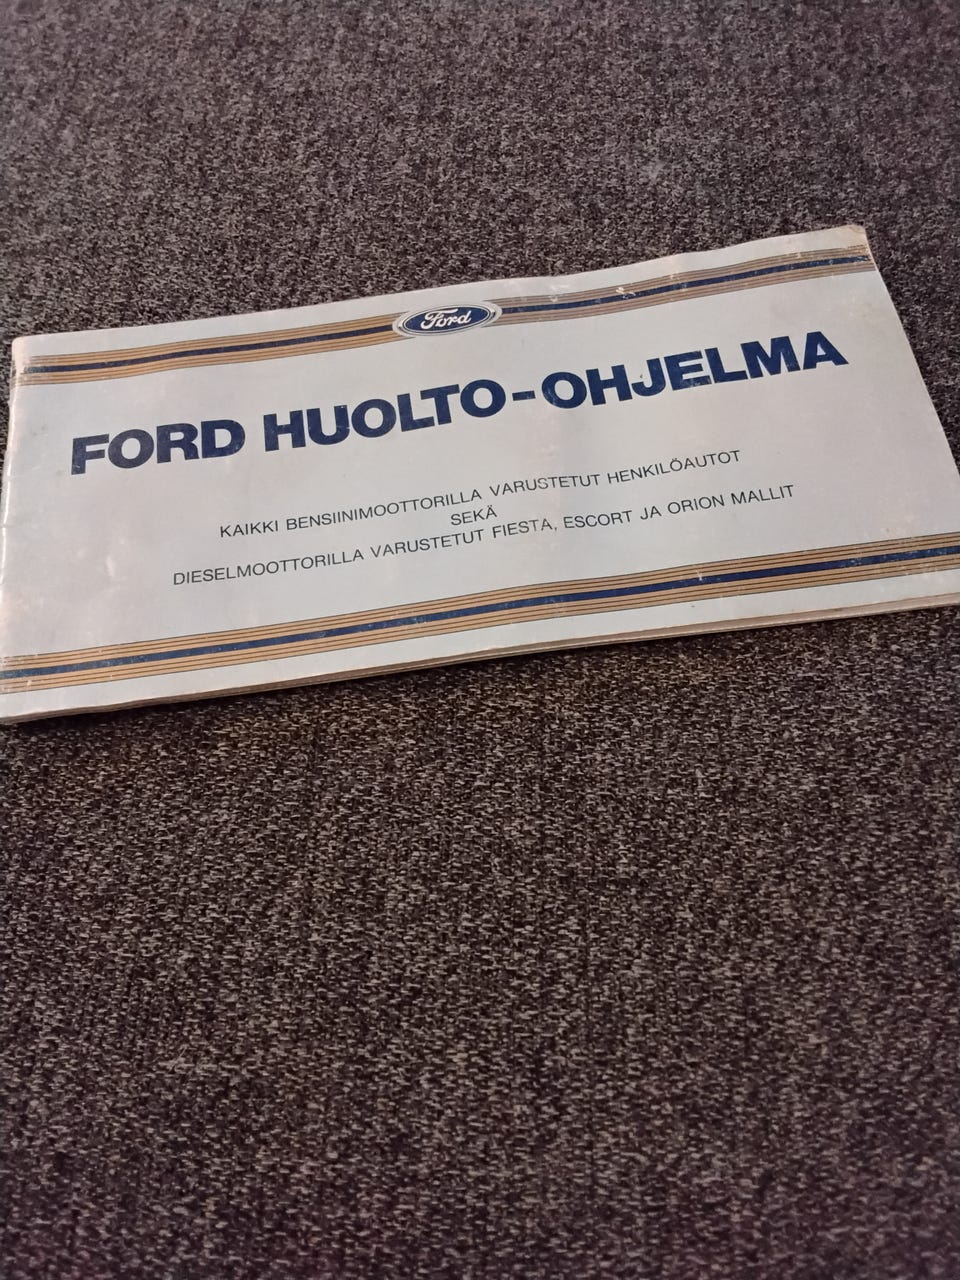 Ford
FORD HUOLTO-OHJELMA
KAIKKI BENSIINIMOOTTORILLA VARUSTETUT HENKILÖAUTOT
SEKÄ
DIESELMOOTTORILLA VARUSTETUT FIESTA, ESCORT JA ORION MALLIT